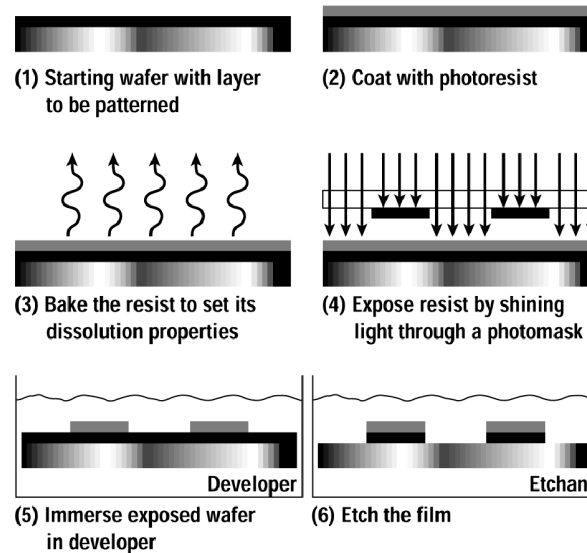 (1) Starting wafer with layer
to be patterned
(2) Coat with photoresist
(3) Bake the resist to set its
dissolution properties
(4) Expose resist by shining
light through a photomask
Developer
Etchan
(5) Immerse exposed wafer
in developer
(6) Etch the film